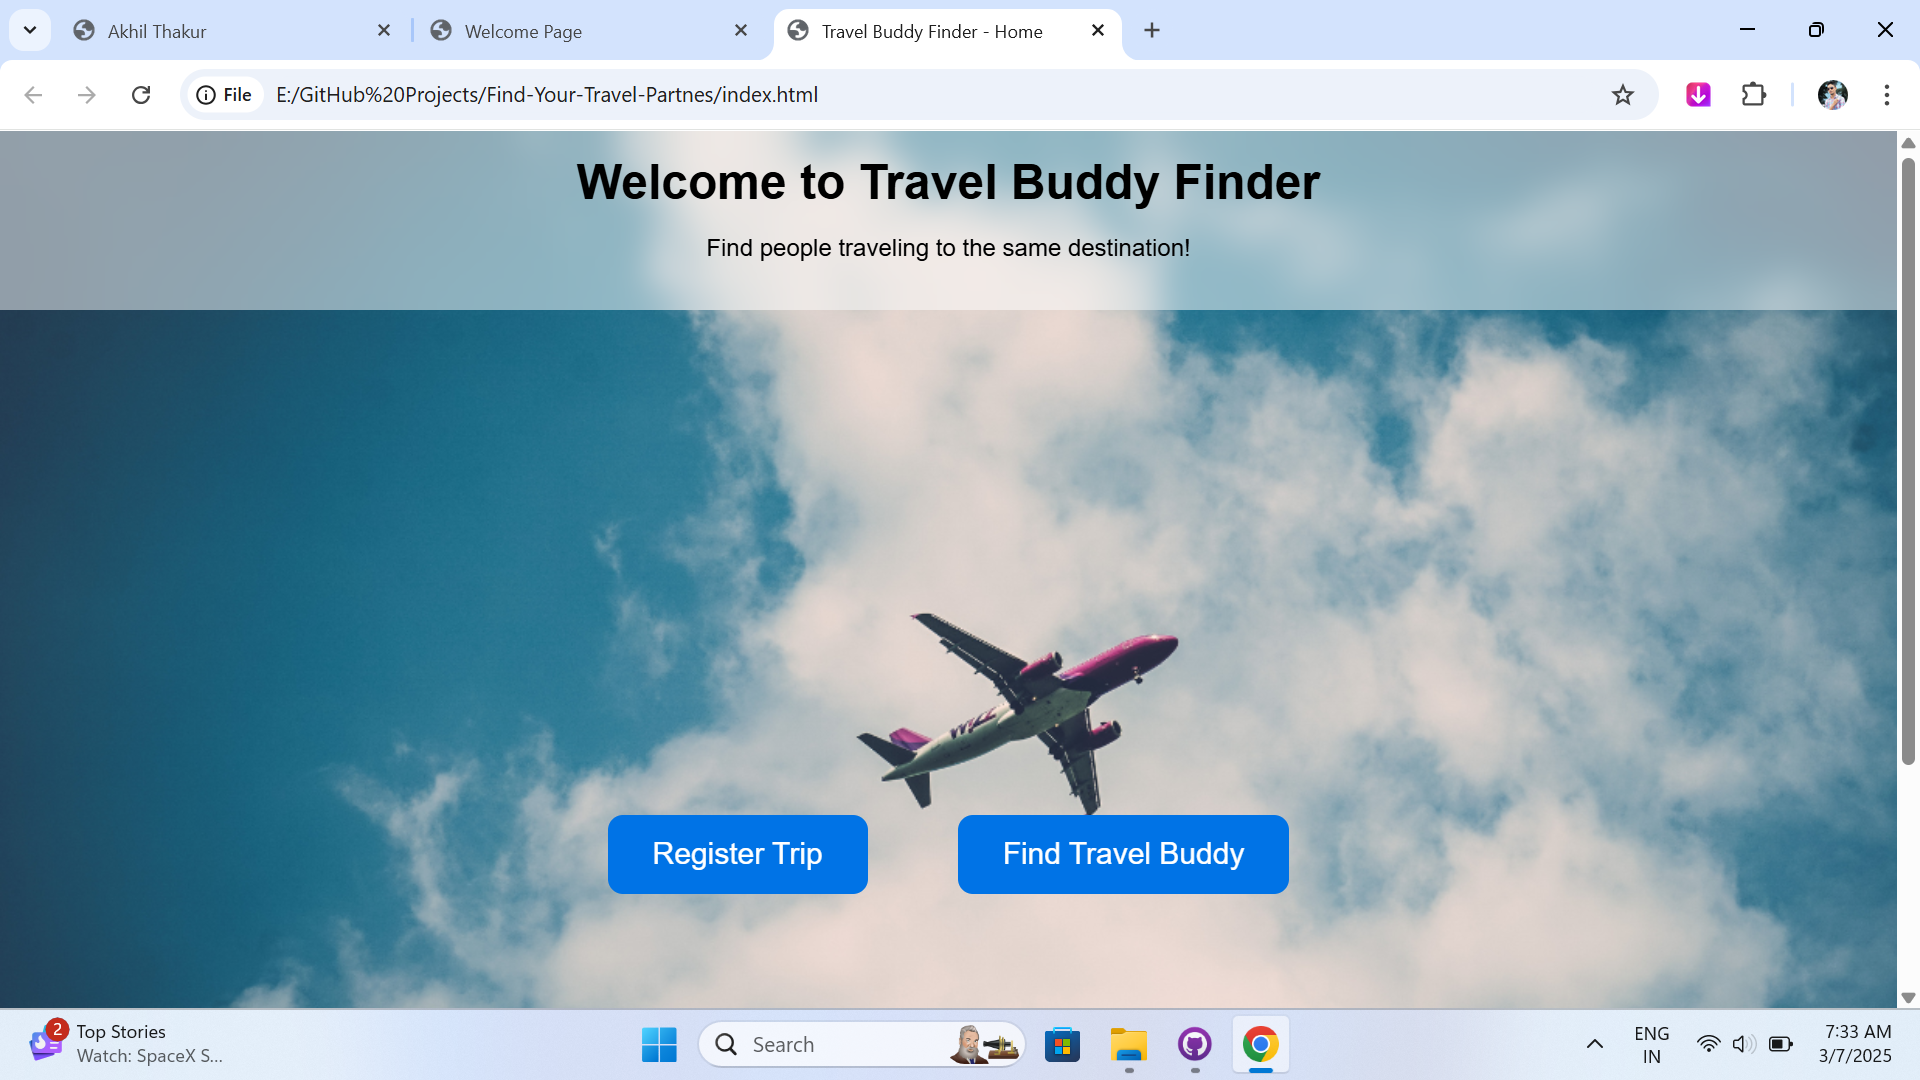 Akhil Thakur
Welcome Page
Travel Buddy Finder - Home
File
E:/GitHub%20Projects/Find-Your-Travel-Partnes/index.html
Welcome to Travel Buddy Finder
Find people traveling to the same destination!
Register Trip
Find Travel Buddy
2
Top Stories
Watch: SpaceX S...
Search
ENG
IN
7:33 AM
3/7/2025